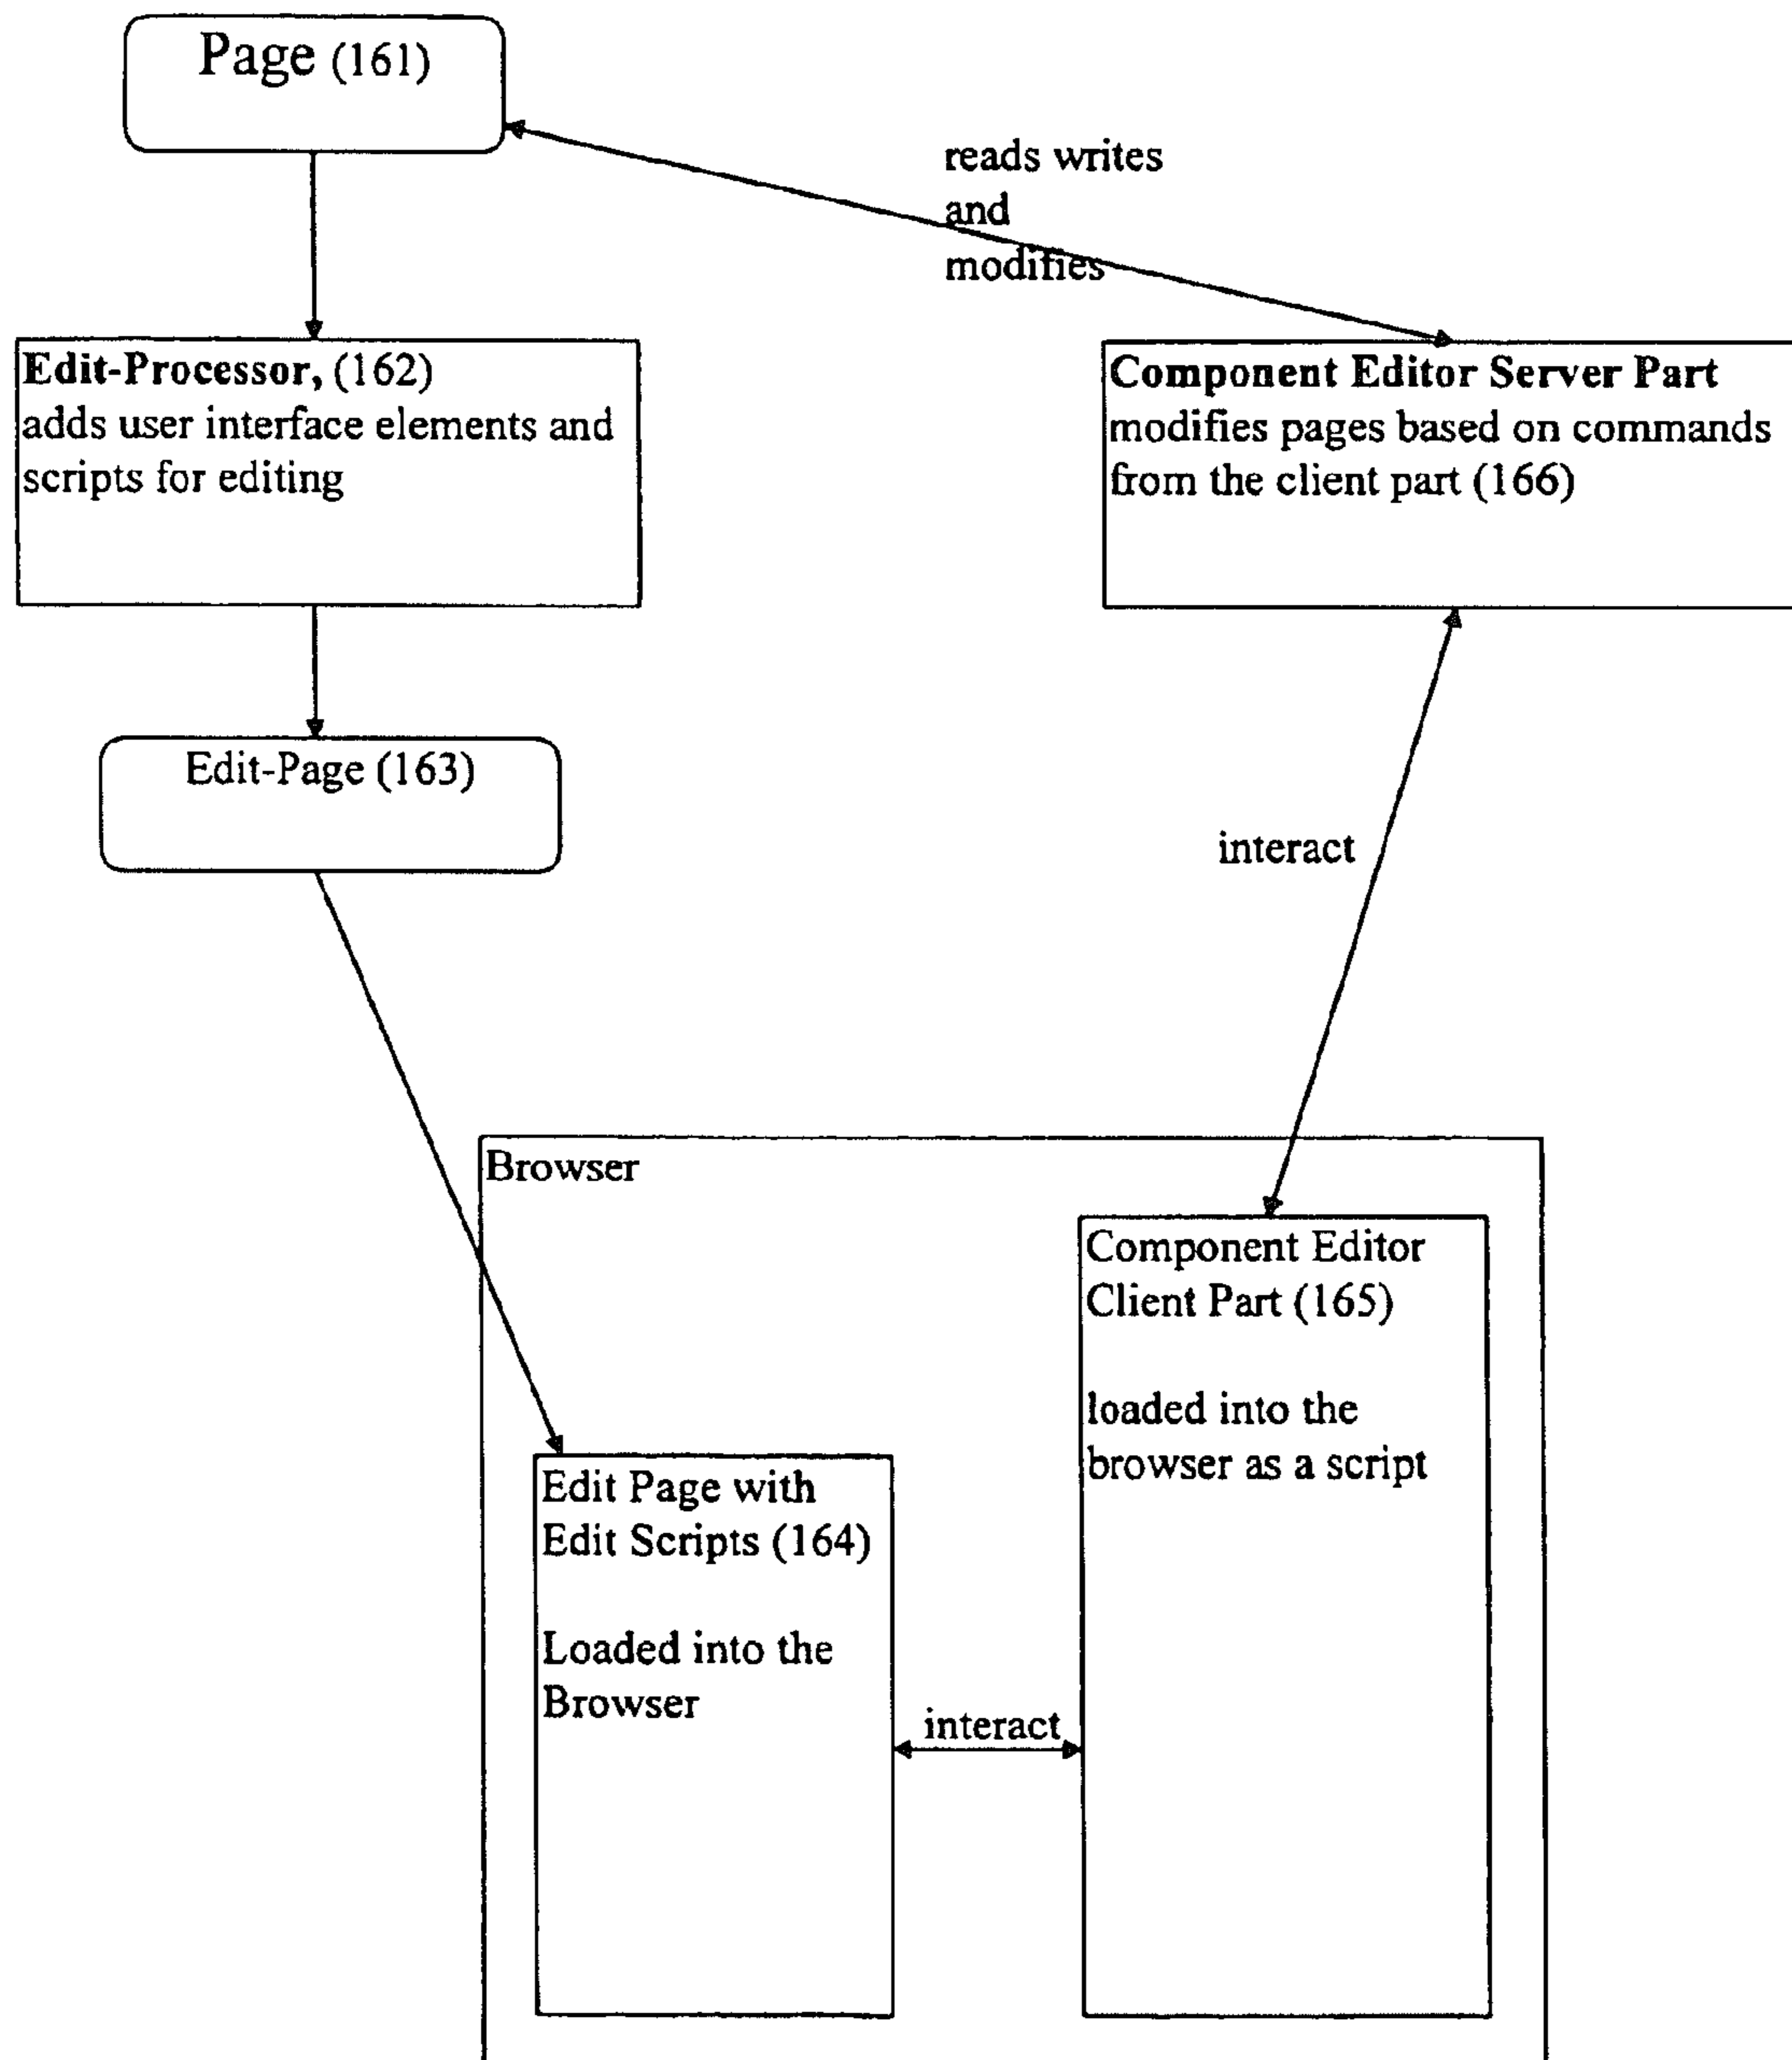 Page (161)
reads writes
and
modifies
Edit-Processor, (162)
adds user interface elements and
scripts for editing
Component Editor Server Part
modifies pages based on commands
from the client part (166)
Edit-Page (163)
interact
Browser
Component Editor
Client Part (165)
loaded into the
browser as a script
Edit Page with
Edit Scripts (164)
Loaded into the
Browser
interact